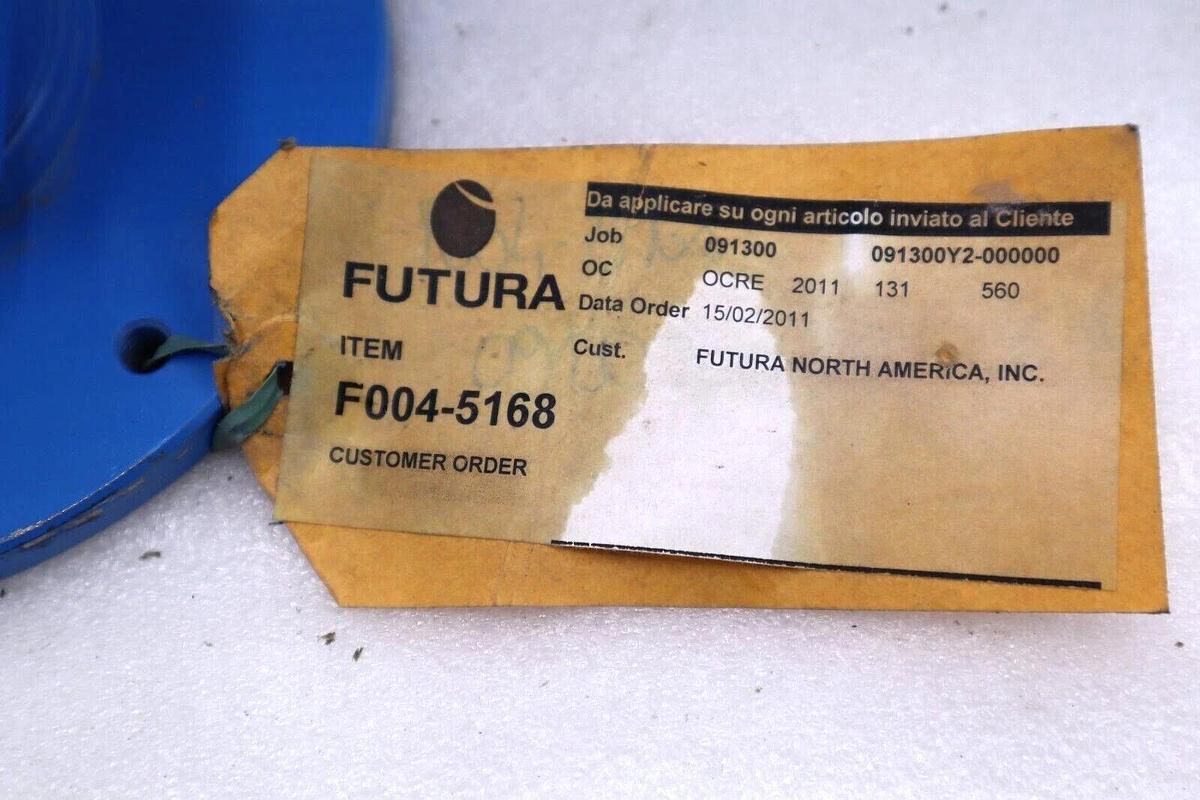 Da applicare su ogni articolo inviato al Cliente
FUTURA
Job 091300 091300Y2-000000
OC OCRE 2011 131 560
Data Order 15/02/2011
Cust. FUTURA NORTH AMERICA, INC.
ITEM
F004-5168
CUSTOMER ORDER